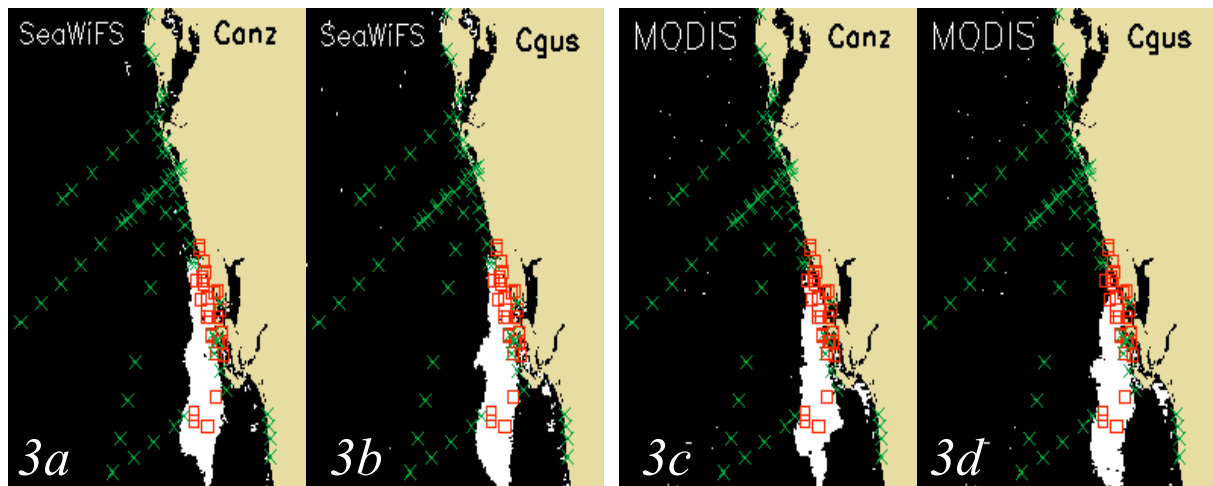 SeaWiFS Canz
SeaWiFS Cgus
MODIS Canz
MODIS Cgus
3a
3b
3c
3d